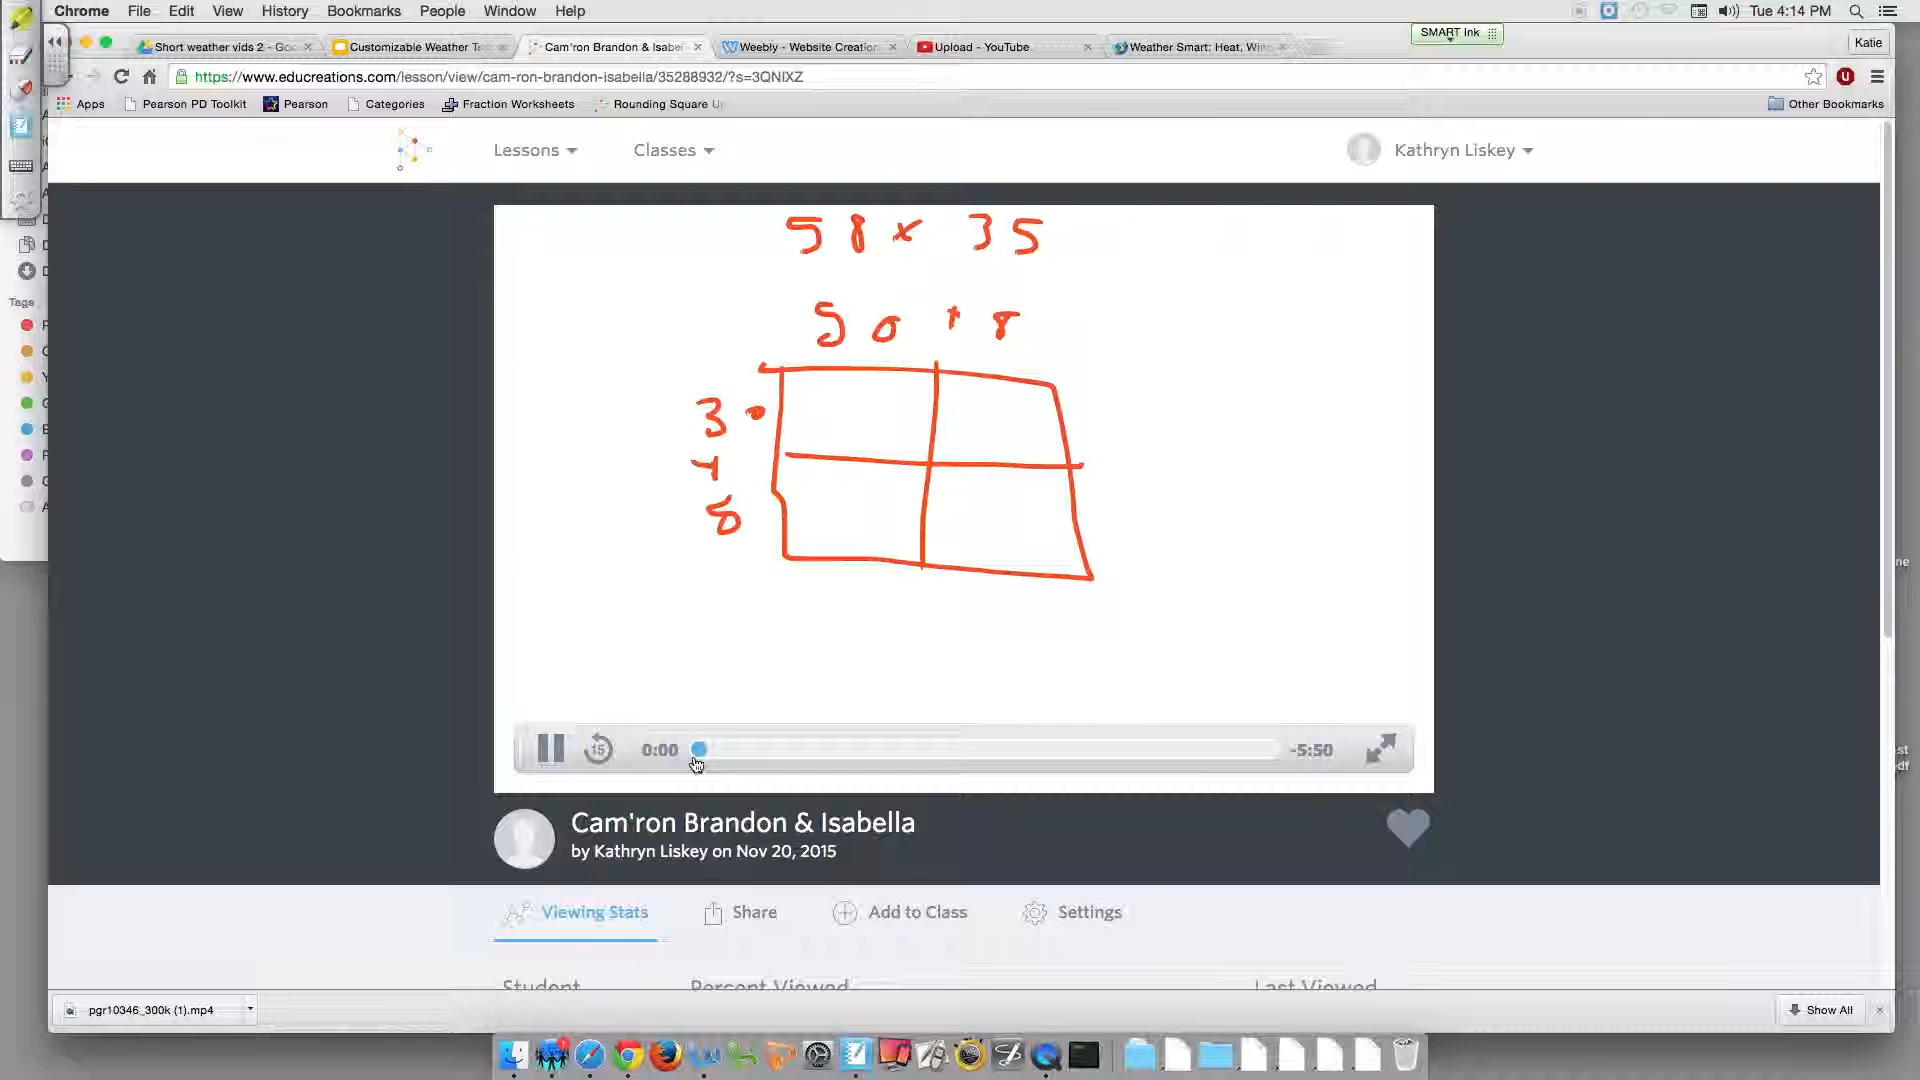 Chrome File Edit View History Bookmarks People Window Help Tue 4:14 PM
SMART Ink
Short weather vids 2 - Goo
Customizable Weather T
Cam'ron Brandon & Isabel
Weebly - Website Creation
Upload - YouTube
Weather Smart: Heat, Win
Katie
https://www.educreations.com/lesson/view/cam-ron-brandon-isabella/35288932/?s=3QNIXZ
Apps Pearson PD Toolkit Pearson Categories Fraction Worksheets Rounding Square Up Other Bookmarks
Lessons Classes Kathryn Liskey
Tags
58 x 35
50 + 8
30
+
0:00 -5:50
15
Cam'ron Brandon & Isabella
by Kathryn Liskey on Nov 20, 2015
Viewing Stats Share Add to Class Settings
Student Percent Viewed Last Viewed
pgr10346_300k (1).mp4 Show All